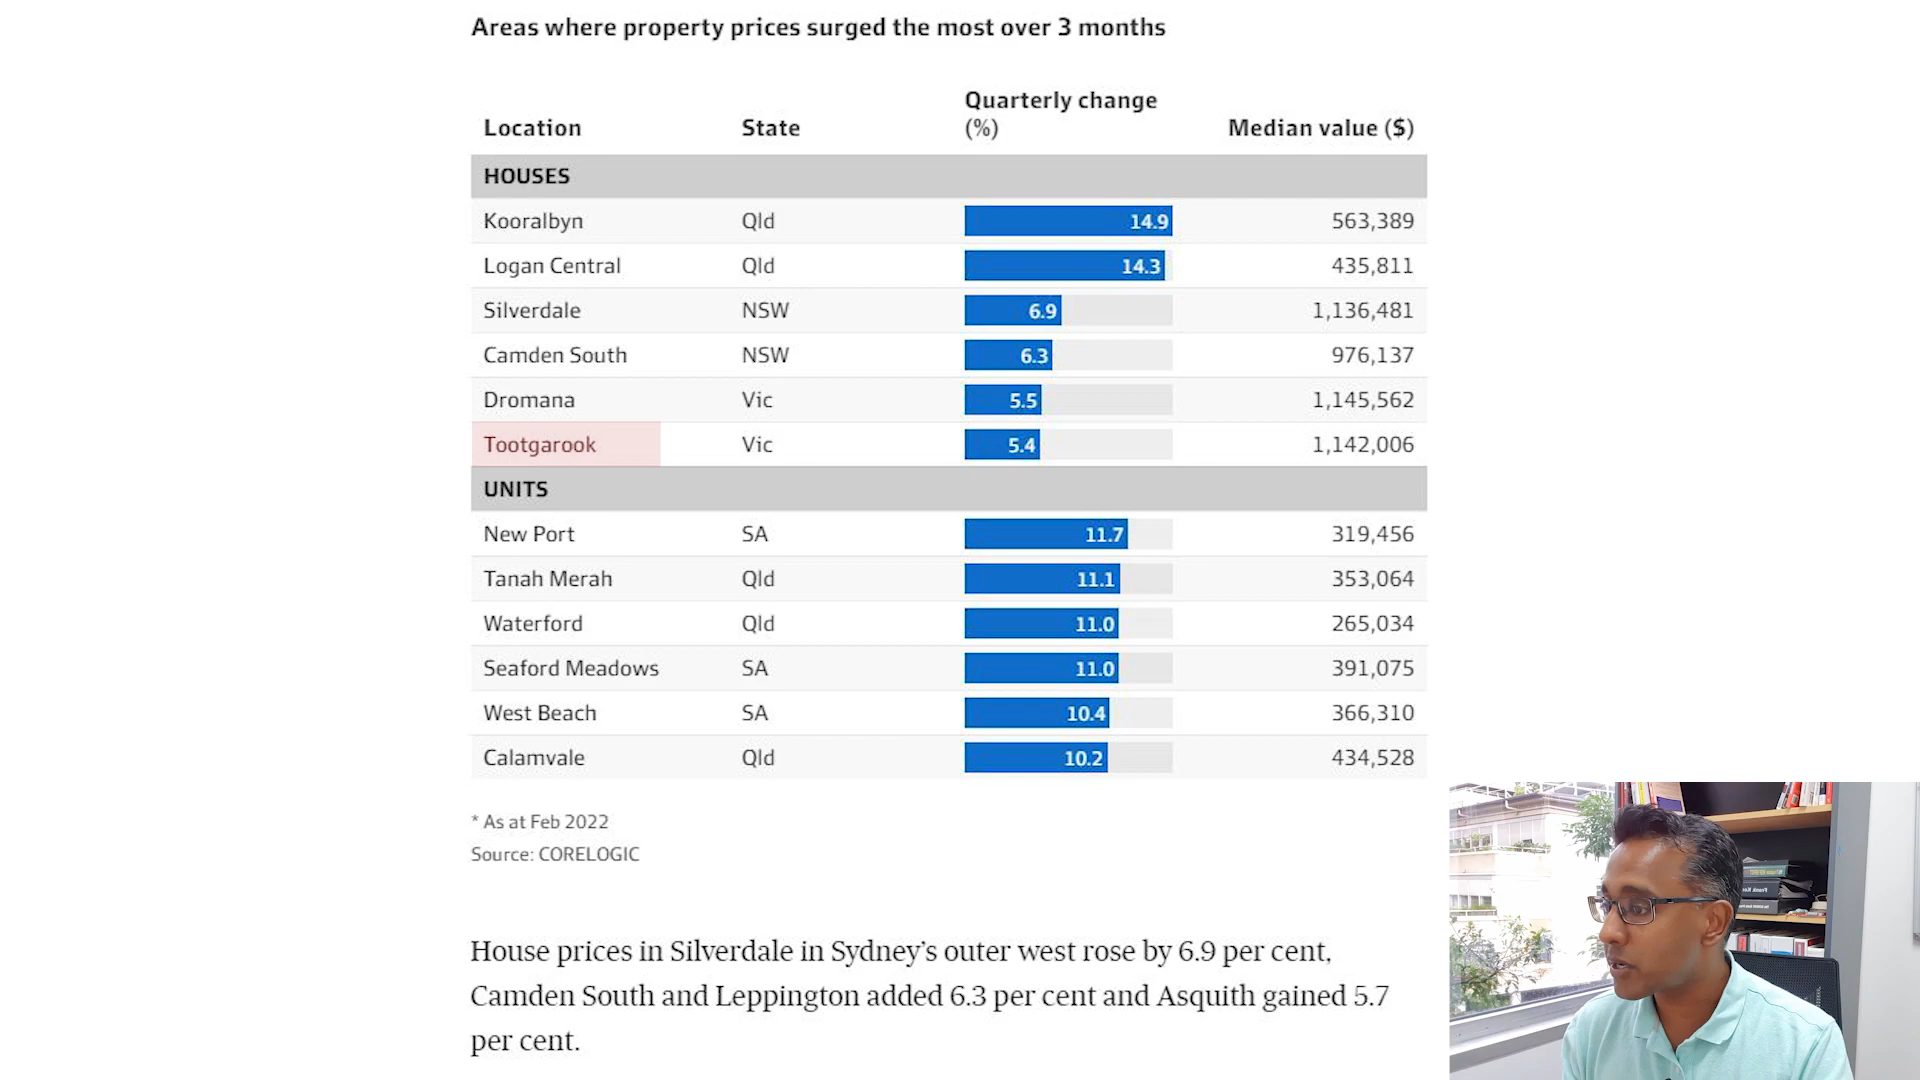 Areas where property prices surged the most over 3 months
Quarterly change
Location State (%) Median value ($)
HOUSES
Kooralbyn Qld 14.9 563,389
Logan Central Qld 14.3 435,811
Silverdale NSW 6.9 1,136,481
Camden South NSW 6.3 976,137
Dromana Vic 5.5 1,145,562
Tootgarook Vic 5.4 1,142,006
UNITS
New Port SA 11.7 319,456
Tanah Merah Qld 11.1 353,064
Waterford Qld 11.0 265,034
Seaford Meadows SA 11.0 391,075
West Beach SA 10.4 366,310
Calamvale Qld 10.2 434,528
* As at Feb 2022
Source: CORELOGIC
House prices in Silverdale in Sydney’s outer west rose by 6.9 per cent,
Camden South and Leppington added 6.3 per cent and Asquith gained 5.7
per cent.